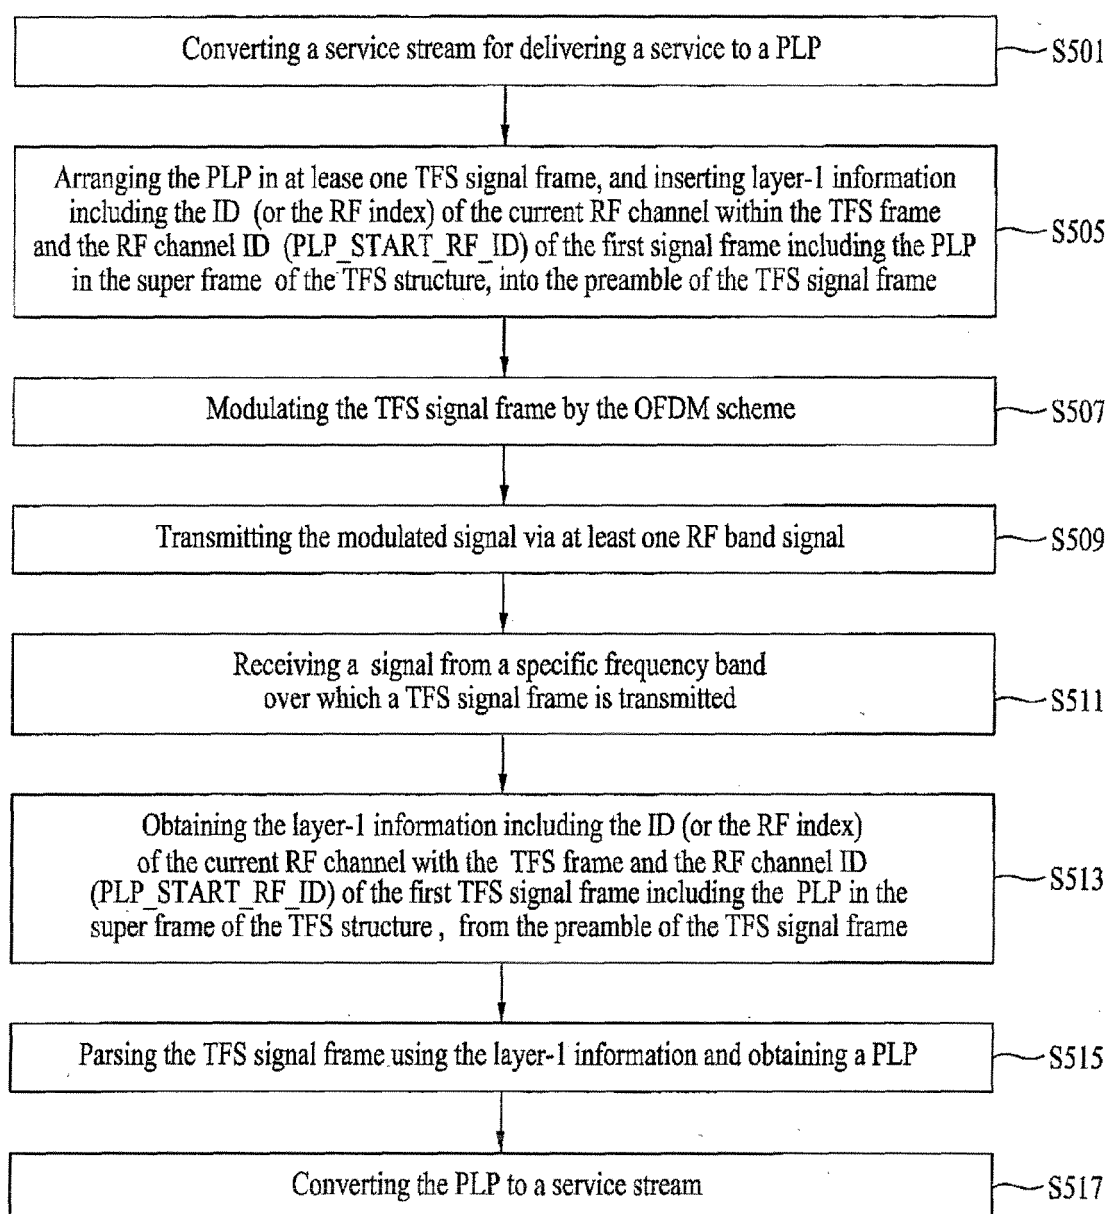 Converting a service stream for delivering a service to a PLP
S501
Arranging the PLP in at lease one TFS signal frame, and inserting layer-1 information
including the ID (or the RF index) of the current RF channel within the TFS frame
and the RF channel ID (PLP_START_RF_ID) of the first signal frame including the PLP
in the super frame of the TFS structure, into the preamble of the TFS signal frame
S505
Modulating the TFS signal frame by the OFDM scheme
S507
Transmitting the modulated signal via at least one RF band signal
S509
Receiving a signal from a specific frequency band
over which a TFS signal frame is transmitted
S511
Obtaining the layer-1 information including the ID (or the RF index)
of the current RF channel with the TFS frame and the RF channel ID
(PLP_START_RF_ID) of the first TFS signal frame including the PLP in the
super frame of the TFS structure , from the preamble of the TFS signal frame
S513
Parsing the TFS signal frame using the layer-1 information and obtaining a PLP
S515
Converting the PLP to a service stream
S517